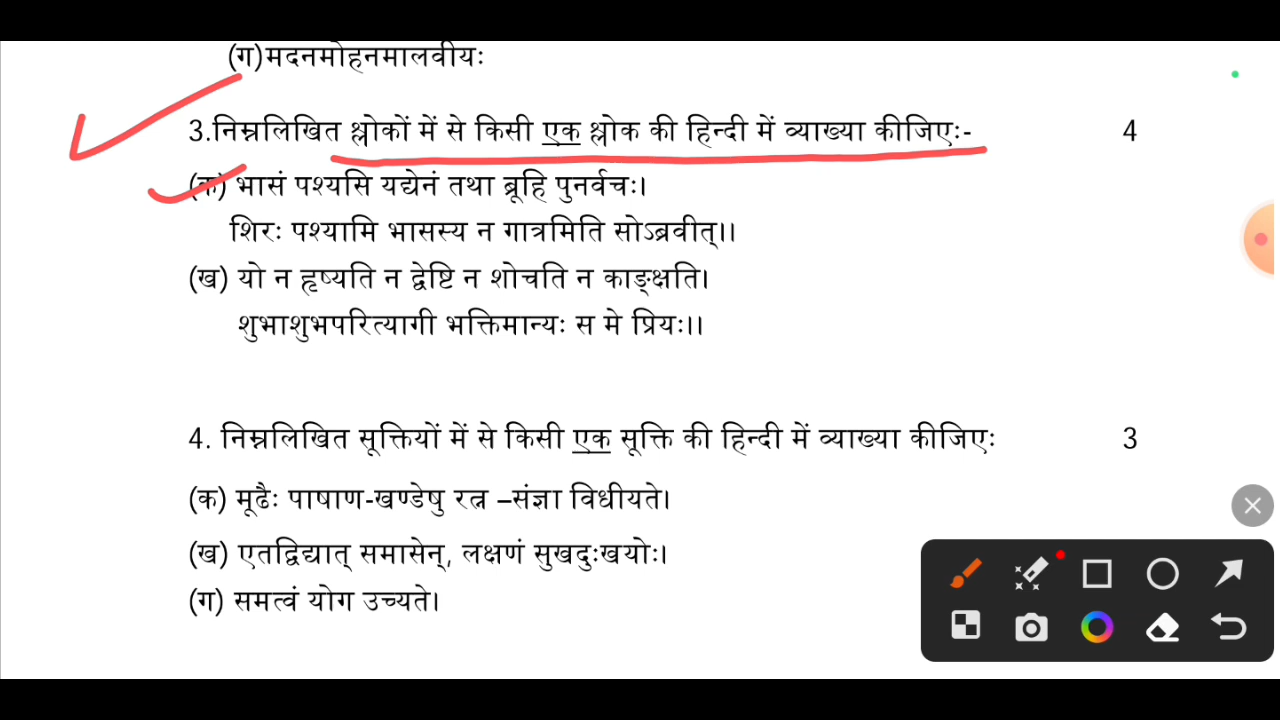 (ग)मदनमोहनमालवीयः
3.निम्नलिखित श्लोकों में से किसी एक श्लोक की हिन्दी में व्याख्या कीजिएः- 4
(क) भासं पश्यसि यद्येनं तथा ब्रूहि पुनर्वचः।
शिरः पश्यामि भासस्य न गात्रमिति सोऽब्रवीत्।।
(ख) यो न हृष्यति न द्वेष्टि न शोचति न काङ्क्षति।
शुभाशुभपरित्यागी भक्तिमान्यः स मे प्रियः।।
4. निम्नलिखित सूक्तियों में से किसी एक सूक्ति की हिन्दी में व्याख्या कीजिएः 3
(क) मूढैः पाषाण-खण्डेषु रत्न –संज्ञा विधीयते।
(ख) एतद्विद्यात् समासेन्, लक्षणं सुखदुःखयोः।
(ग) समत्वं योग उच्यते।